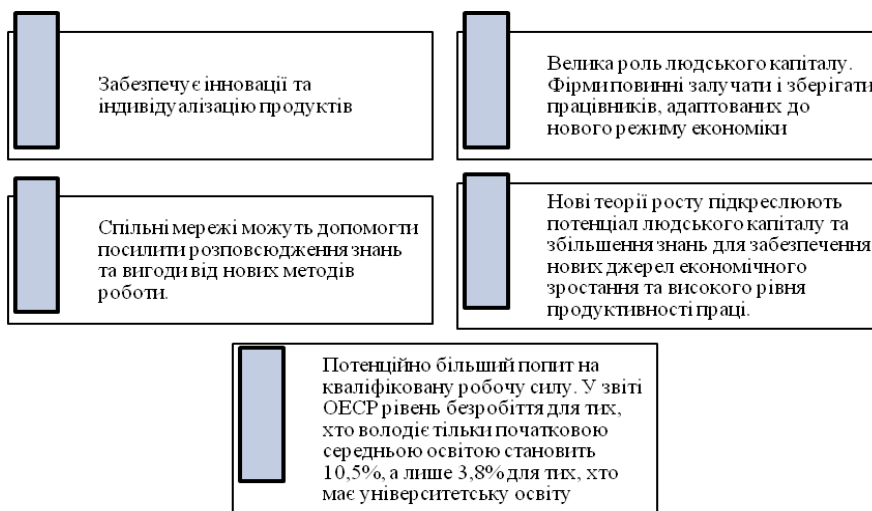 Забезпечує інновації та
індивідуалізацію продуктів
Велика роль людського капіталу.
Фірми повинні залучати і зберігати
працівників, адаптованих до
нового режиму економіки
Спільні мережі можуть допомогти
посилити розповсюдження знань
та вигоди від нових методів
роботи.
Нові теорії росту підкреслюють
потенціал людського капіталу та
збільшення знань для забезпечення
нових джерел економічного
зростання та високого рівня
продуктивності праці.
Потенційно більший попит на
кваліфіковану робочу силу. У звіті
ОЕСР рівень безробіття для тих,
хто володіє тільки початковою
середньою освітою становить
10,5%, а лише 3,8% для тих, хто
має університетську освіту